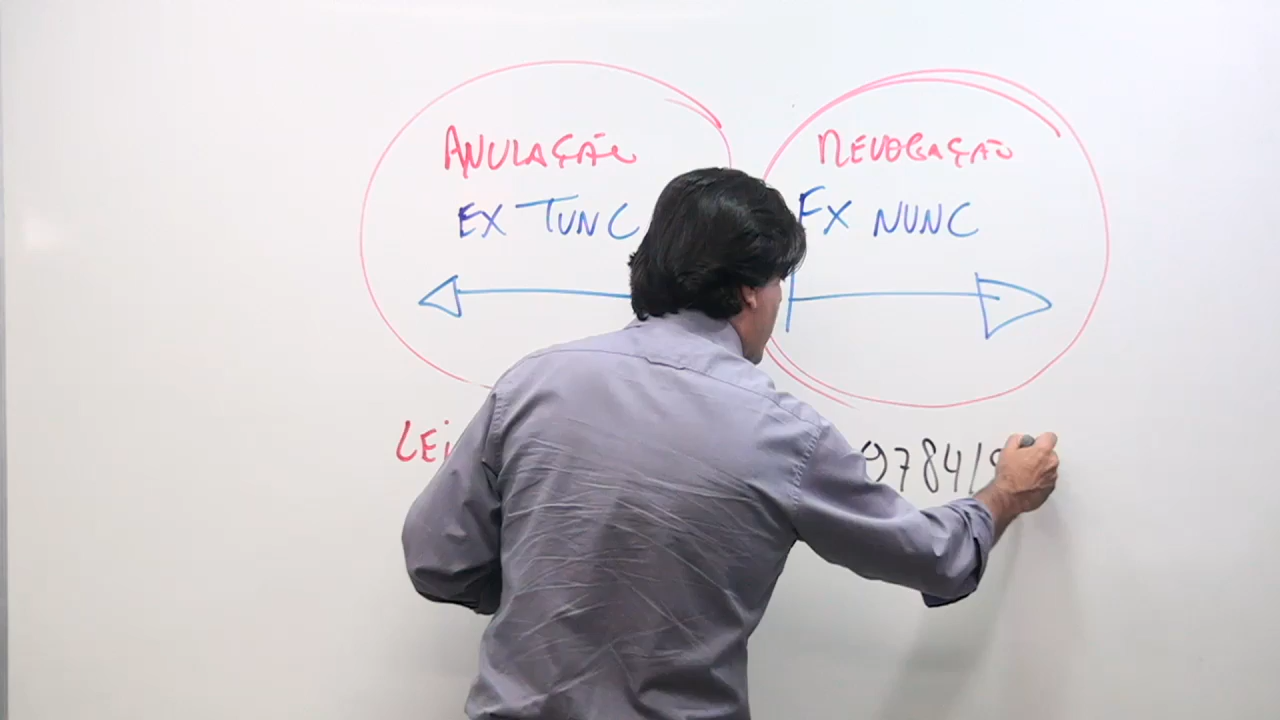 ANULAÇÃO REVOGAÇÃO
EX TUNC EX NUNC
LEi 9784/9